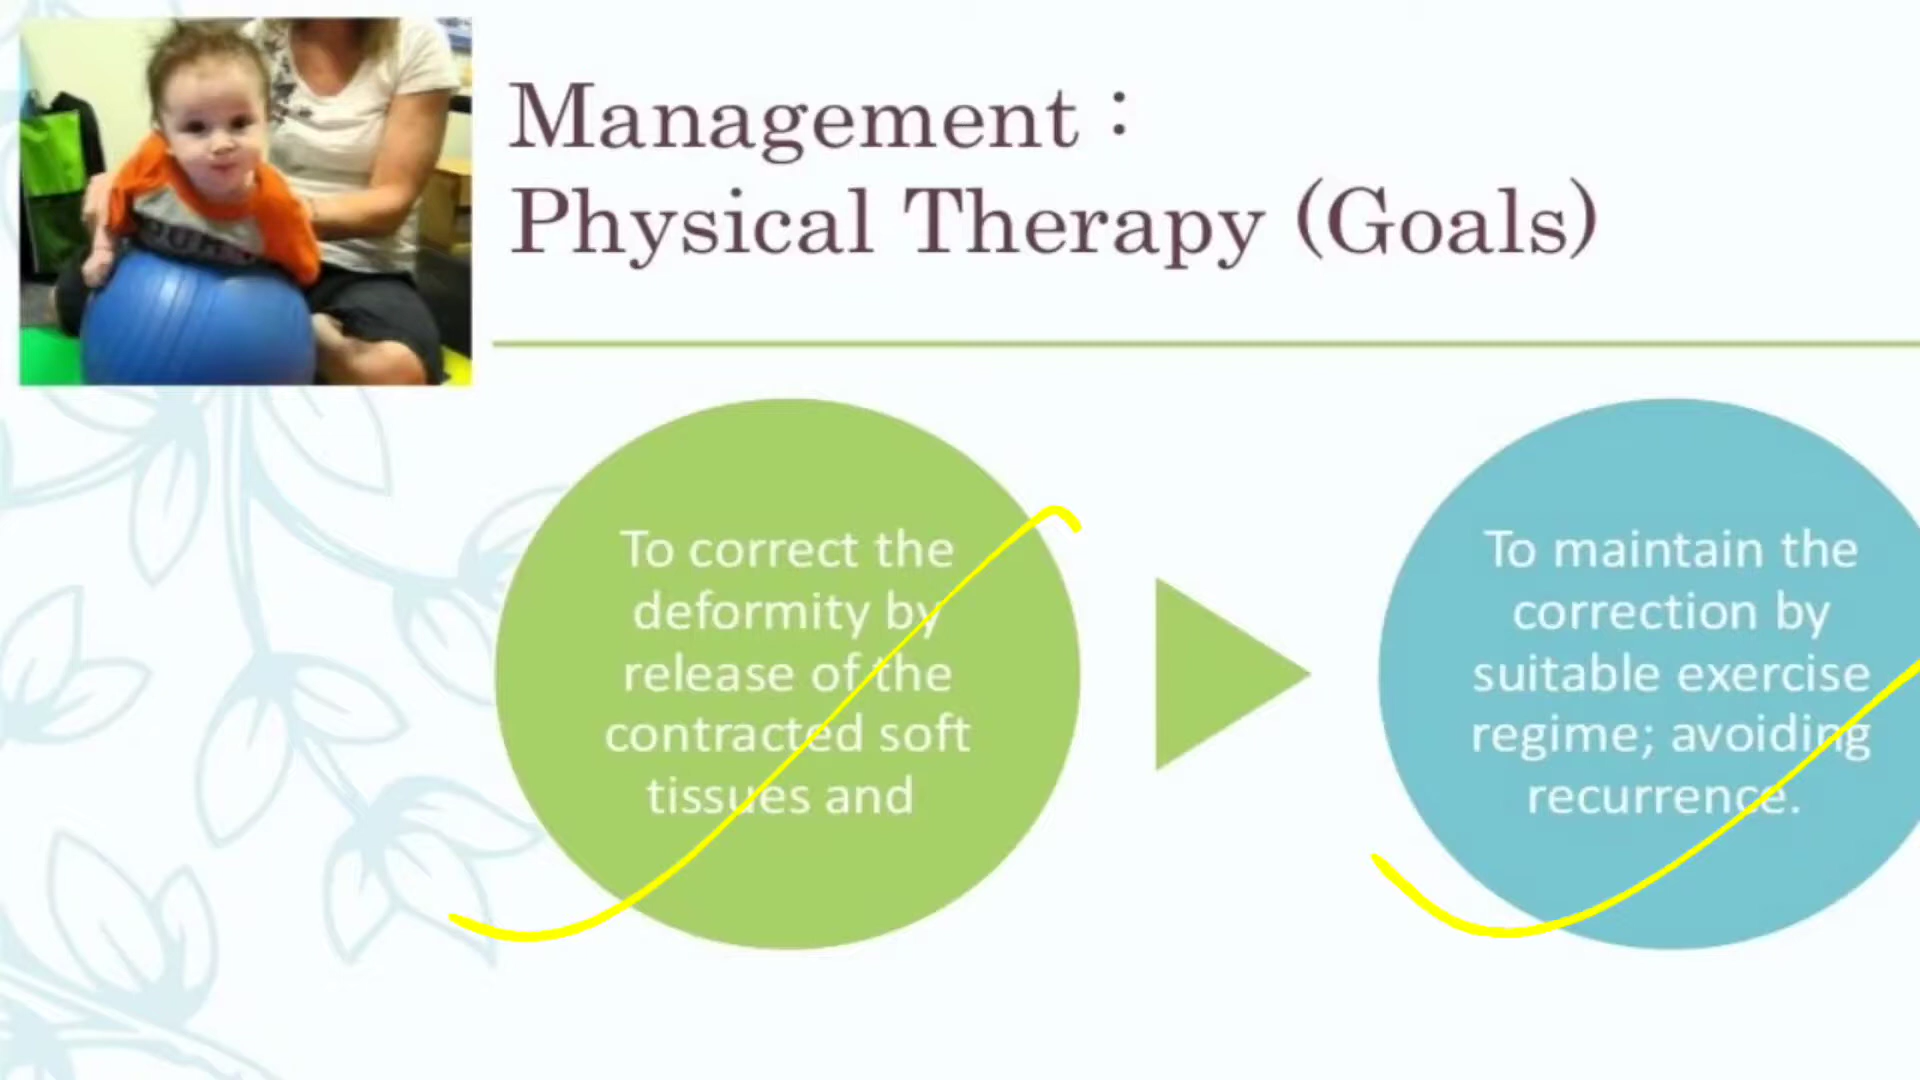 Management :
Physical Therapy (Goals)
To correct the
deformity by
release of the
contracted soft
tissues and
To maintain the
correction by
suitable exercise
regime; avoiding
recurrence.